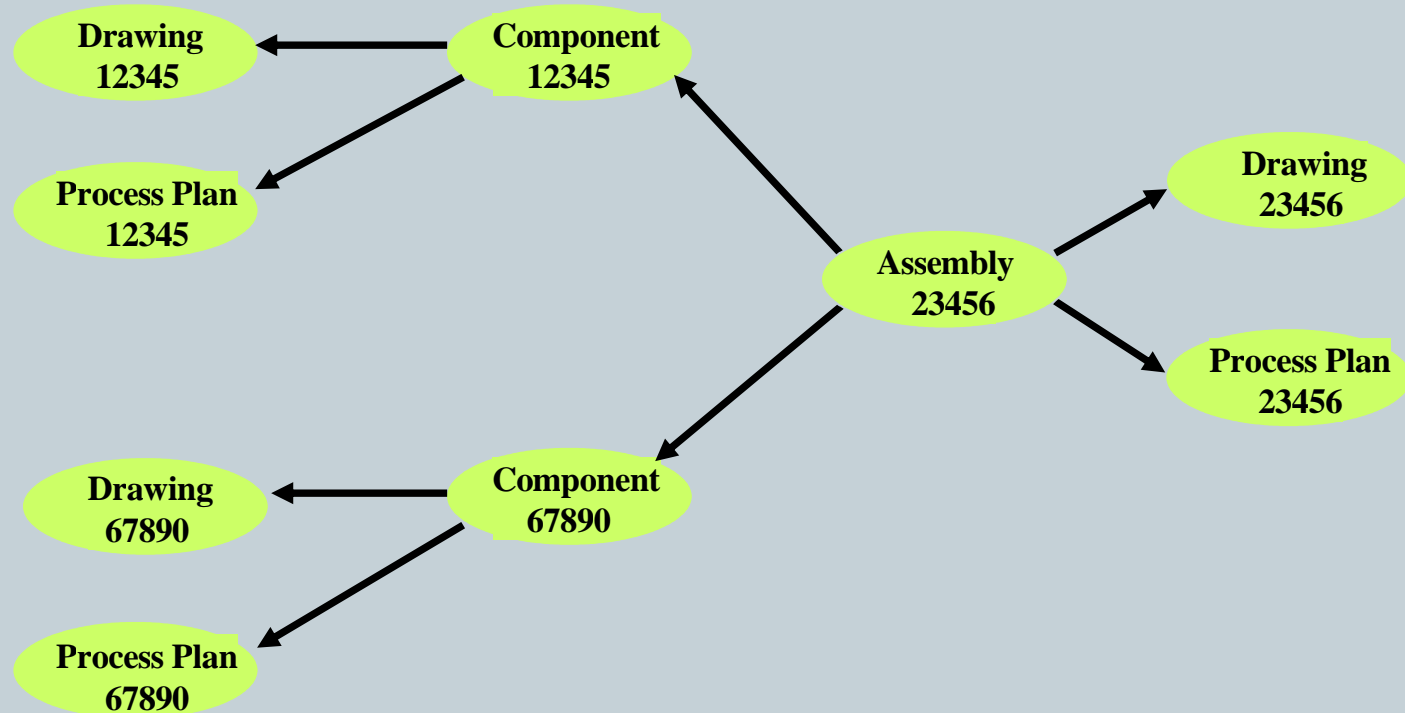 Drawing
12345
Component
12345
Process Plan
12345
Drawing
23456
Assembly
23456
Process Plan
23456
Drawing
67890
Component
67890
Process Plan
67890